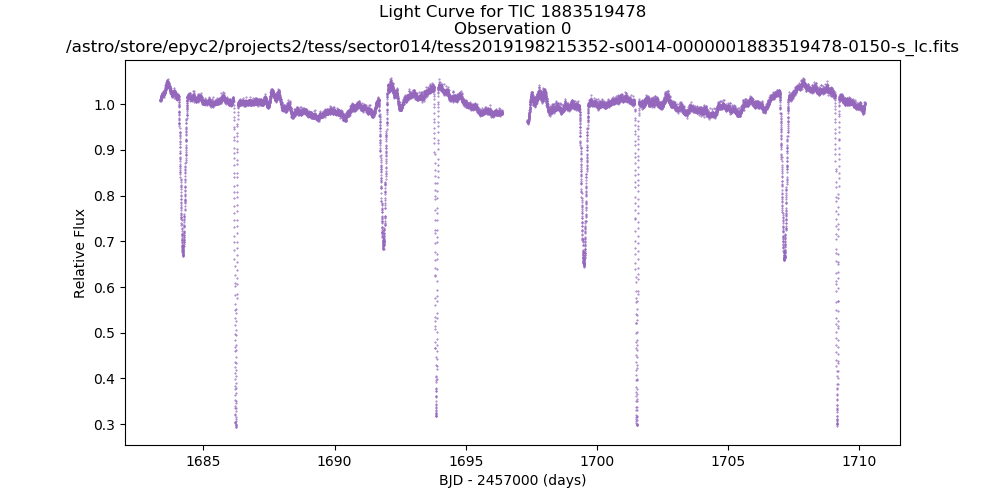 Light Curve for TIC 1883519478
Observation 0
/astro/store/epyc2/projects2/tess/sector014/tess2019198215352-s0014-0000001883519478-0150-s_lc.fits
1.0
0.9
0.8
0.7
0.6
0.5
0.4
0.3
Relative Flux
1685
1690
1695
1700
1705
1710
BJD - 2457000 (days)